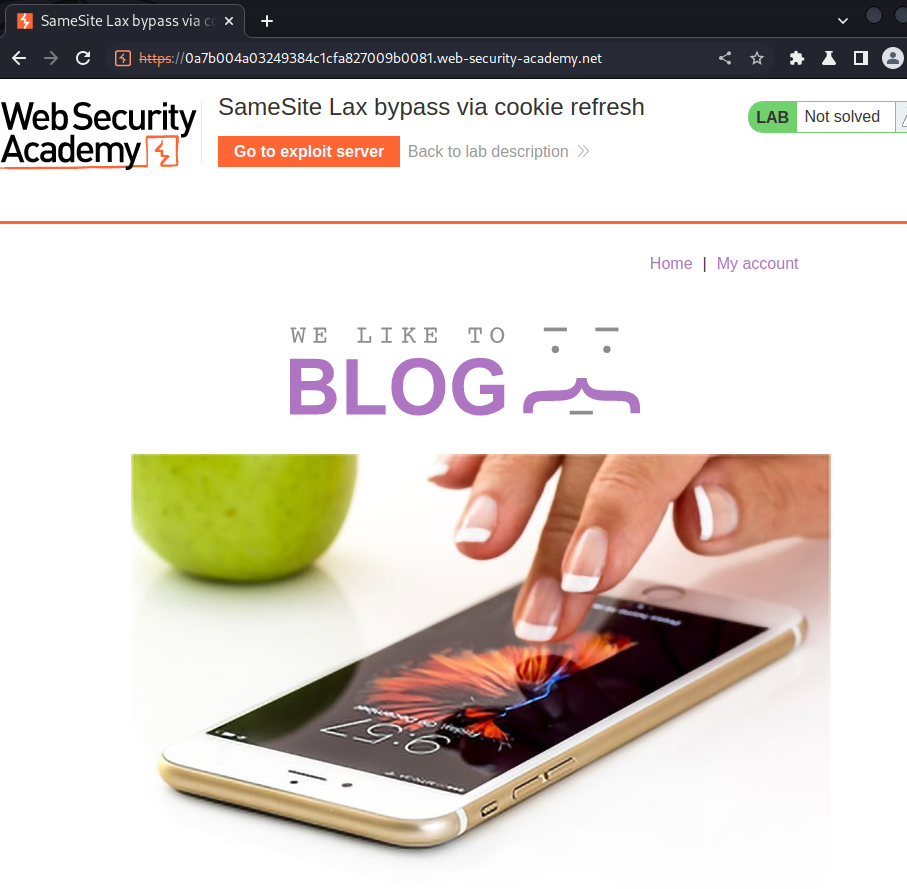 SameSite Lax bypass via co
https://0a7b004a03249384c1cfa827009b0081.web-security-academy.net
Web Security
Academy
SameSite Lax bypass via cookie refresh
LAB Not solved
Go to exploit server Back to lab description
Home | My account
WE LIKE TO
BLOG
9:57